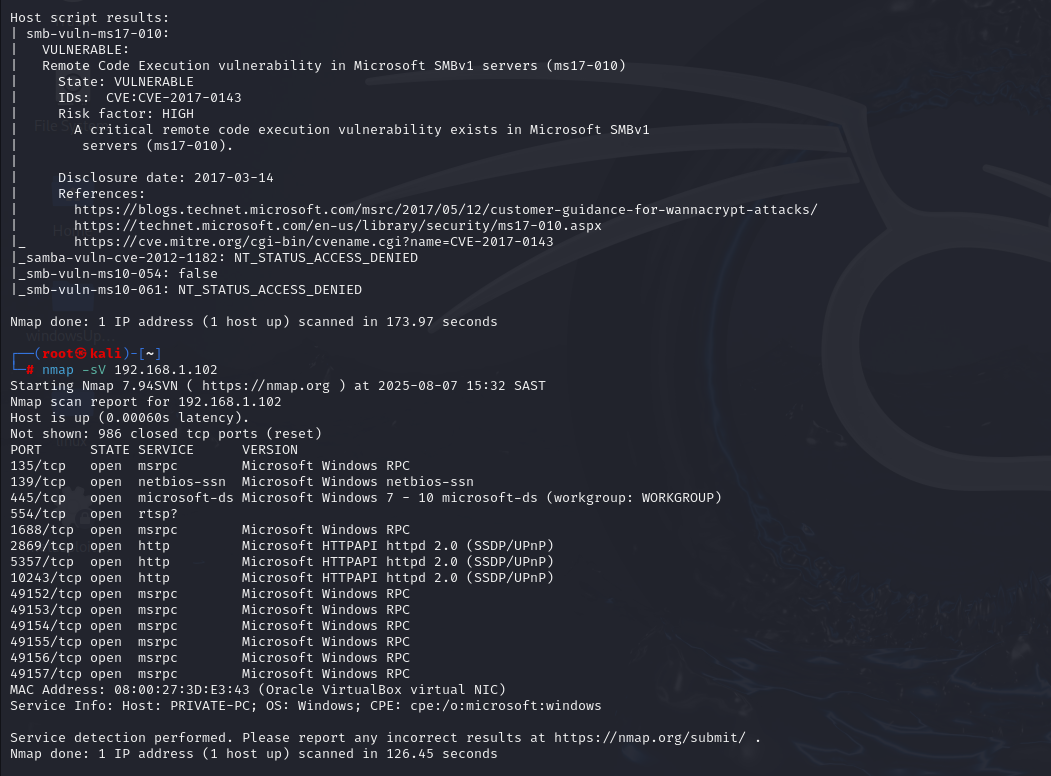 Host script results:
| smb-vuln-ms17-010:
|   VULNERABLE:
|   Remote Code Execution vulnerability in Microsoft SMBv1 servers (ms17-010)
|     State: VULNERABLE
|     IDs:  CVE:CVE-2017-0143
|     Risk factor: HIGH
|       A critical remote code execution vulnerability exists in Microsoft SMBv1
|        servers (ms17-010).
|
|     Disclosure date: 2017-03-14
|     References:
|       https://blogs.technet.microsoft.com/msrc/2017/05/12/customer-guidance-for-wannacrypt-attacks/
|       https://technet.microsoft.com/en-us/library/security/ms17-010.aspx
|_      https://cve.mitre.org/cgi-bin/cvename.cgi?name=CVE-2017-0143
|_samba-vuln-cve-2012-1182: NT_STATUS_ACCESS_DENIED
|_smb-vuln-ms10-054: false
|_smb-vuln-ms10-061: NT_STATUS_ACCESS_DENIED

Nmap done: 1 IP address (1 host up) scanned in 173.97 seconds

┌──(root㉿kali)-[~]
└─# nmap -sV 192.168.1.102
Starting Nmap 7.94SVN ( https://nmap.org ) at 2025-08-07 15:32 SAST
Nmap scan report for 192.168.1.102
Host is up (0.00060s latency).
Not shown: 986 closed tcp ports (reset)
PORT      STATE SERVICE      VERSION
135/tcp   open  msrpc        Microsoft Windows RPC
139/tcp   open  netbios-ssn  Microsoft Windows netbios-ssn
445/tcp   open  microsoft-ds Microsoft Windows 7 - 10 microsoft-ds (workgroup: WORKGROUP)
554/tcp   open  rtsp?
1688/tcp  open  msrpc        Microsoft Windows RPC
2869/tcp  open  http         Microsoft HTTPAPI httpd 2.0 (SSDP/UPnP)
5357/tcp  open  http         Microsoft HTTPAPI httpd 2.0 (SSDP/UPnP)
10243/tcp open  http         Microsoft HTTPAPI httpd 2.0 (SSDP/UPnP)
49152/tcp open  msrpc        Microsoft Windows RPC
49153/tcp open  msrpc        Microsoft Windows RPC
49154/tcp open  msrpc        Microsoft Windows RPC
49155/tcp open  msrpc        Microsoft Windows RPC
49156/tcp open  msrpc        Microsoft Windows RPC
49157/tcp open  msrpc        Microsoft Windows RPC
MAC Address: 08:00:27:3D:E3:43 (Oracle VirtualBox virtual NIC)
Service Info: Host: PRIVATE-PC; OS: Windows; CPE: cpe:/o:microsoft:windows

Service detection performed. Please report any incorrect results at https://nmap.org/submit/ .
Nmap done: 1 IP address (1 host up) scanned in 126.45 seconds